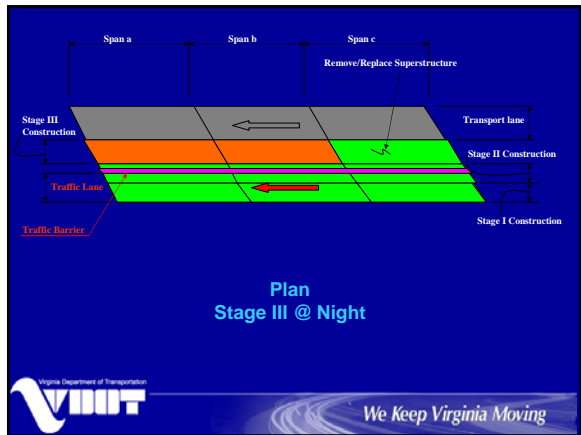 Span a
Span b
Span c
Remove/Replace Superstructure
Stage III
Construction
Transport lane
Stage II Construction
Traffic Lane
Stage I Construction
Traffic Barrier
Plan
Stage III @ Night
Virginia Department of Transportation
VDOT
We Keep Virginia Moving